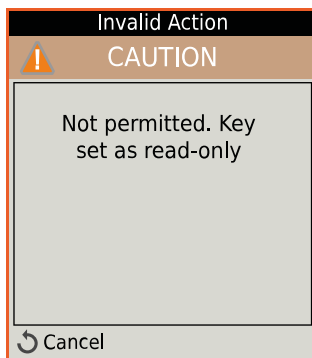 Invalid Action
CAUTION
Not permitted. Key
set as read-only
Cancel